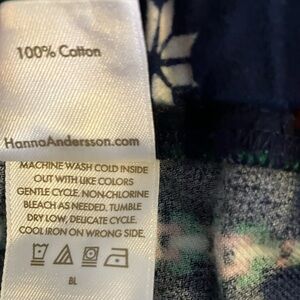 100% Cotton
HannaAndersson.com
MACHINE WASH COLD INSIDE
OUT WITH LIKE COLORS
GENTLE CYCLE. NON-CHLORINE
BLEACH AS NEEDED. TUMBLE
DRY LOW, DELICATE CYCLE.
COOL IRON ON WRONG SIDE.
BL